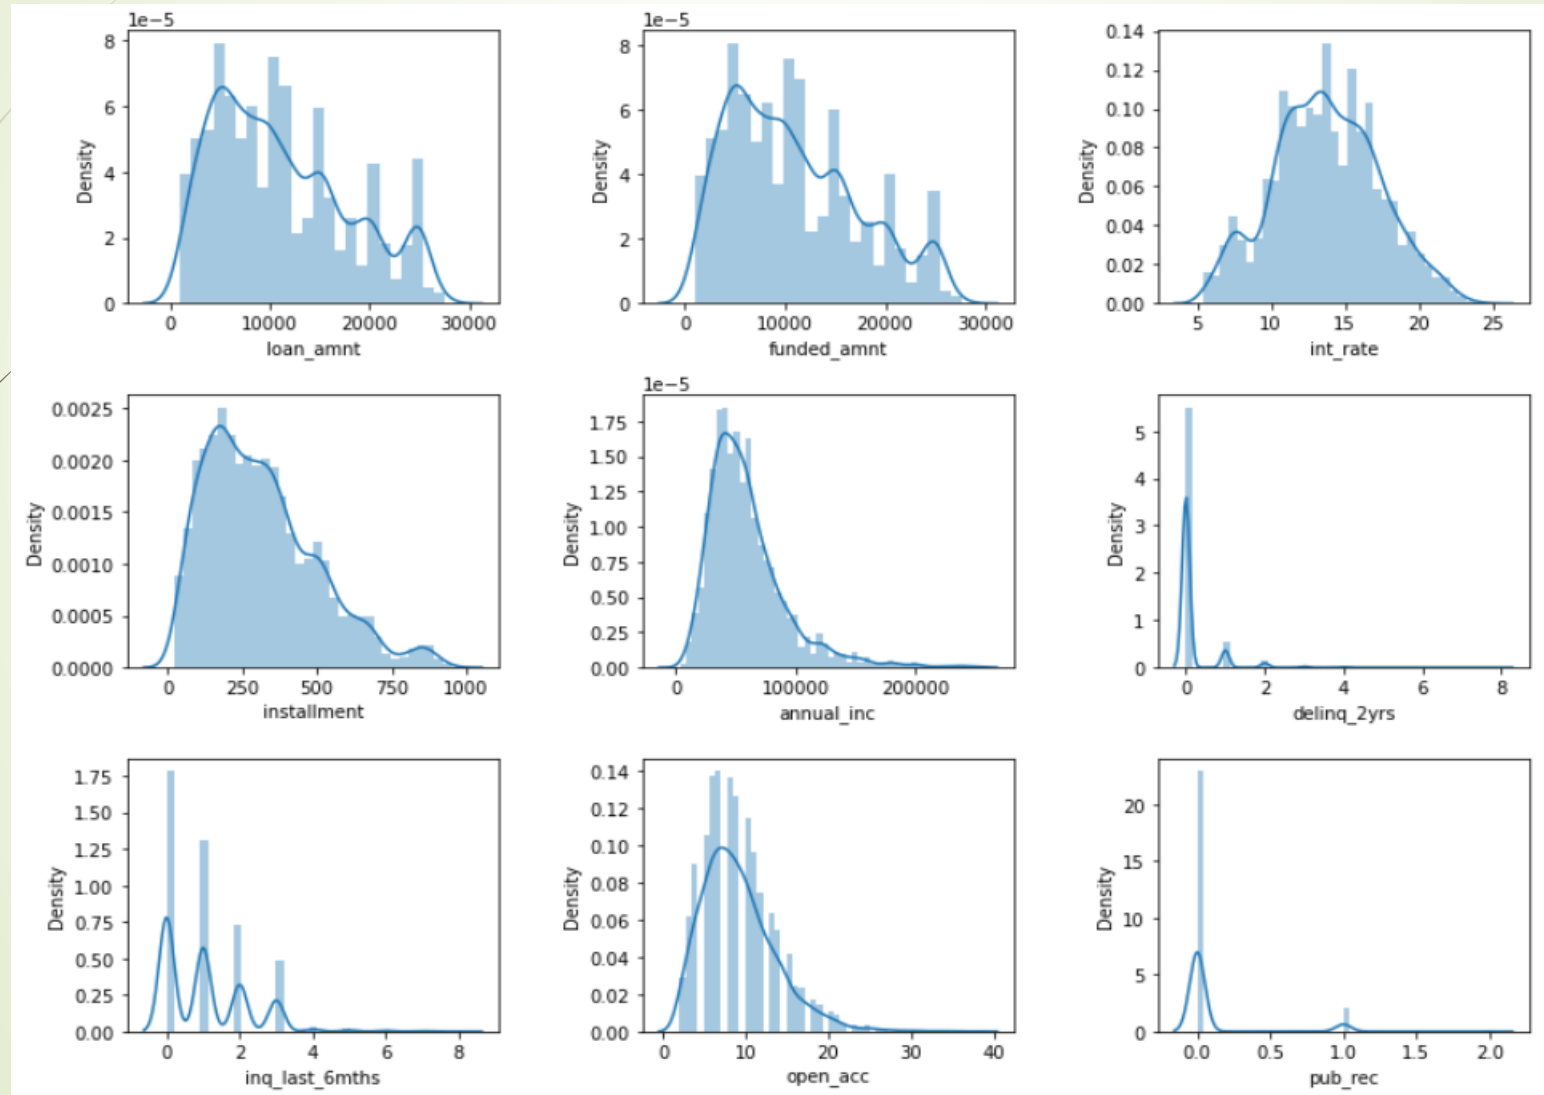 1e−5
8
6
4
2
0
Density
0 10000 20000 30000
loan_amnt
1e−5
8
6
4
2
0
Density
0 10000 20000 30000
funded_amnt
0.14
0.12
0.10
0.08
0.06
0.04
0.02
0.00
Density
5 10 15 20 25
int_rate
0.0025
0.0020
0.0015
0.0010
0.0005
0.0000
Density
0 250 500 750 1000
installment
1e−5
1.75
1.50
1.25
1.00
0.75
0.50
0.25
0.00
Density
0 100000 200000
annual_inc
5
4
3
2
1
0
Density
0 2 4 6 8
delinq_2yrs
1.75
1.50
1.25
1.00
0.75
0.50
0.25
0.00
Density
0 2 4 6 8
inq_last_6mths
0.14
0.12
0.10
0.08
0.06
0.04
0.02
0.00
Density
0 10 20 30 40
open_acc
20
15
10
5
0
Density
0.0 0.5 1.0 1.5 2.0
pub_rec